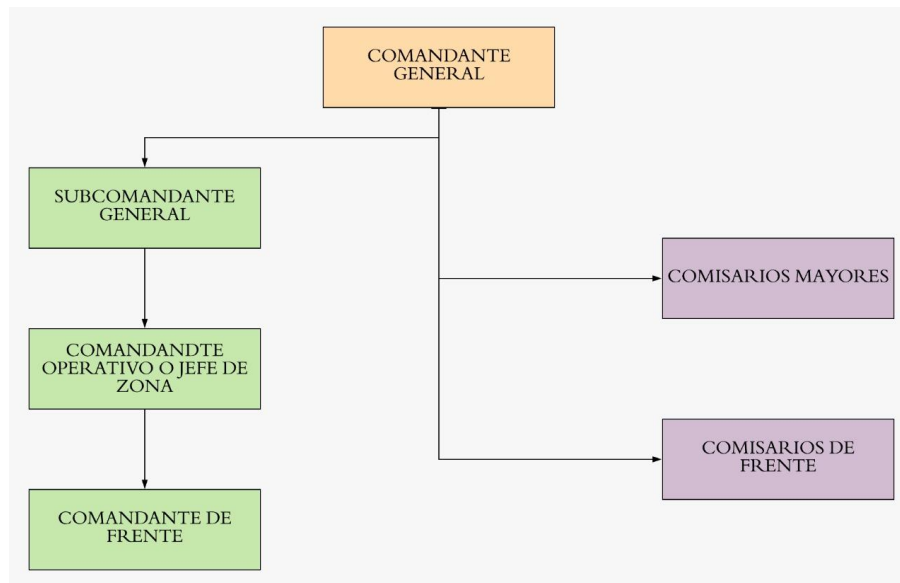 COMANDANTE
GENERAL
SUBCOMANDANTE
GENERAL
COMISARIOS MAYORES
COMANDANDTE
OPERATIVO O JEFE DE
ZONA
COMISARIOS DE
FRENTE
COMANDANTE DE
FRENTE